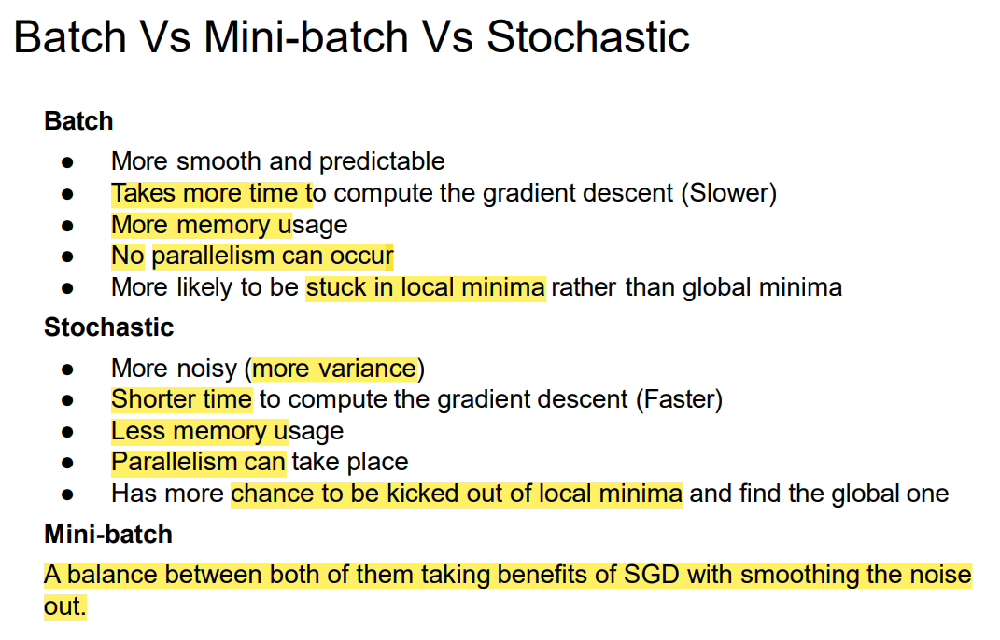 Batch Vs Mini-batch Vs Stochastic
Batch
● More smooth and predictable
● Takes more time to compute the gradient descent (Slower)
● More memory usage
● No parallelism can occur
● More likely to be stuck in local minima rather than global minima
Stochastic
● More noisy (more variance)
● Shorter time to compute the gradient descent (Faster)
● Less memory usage
● Parallelism can take place
● Has more chance to be kicked out of local minima and find the global one
Mini-batch
A balance between both of them taking benefits of SGD with smoothing the noise
out.